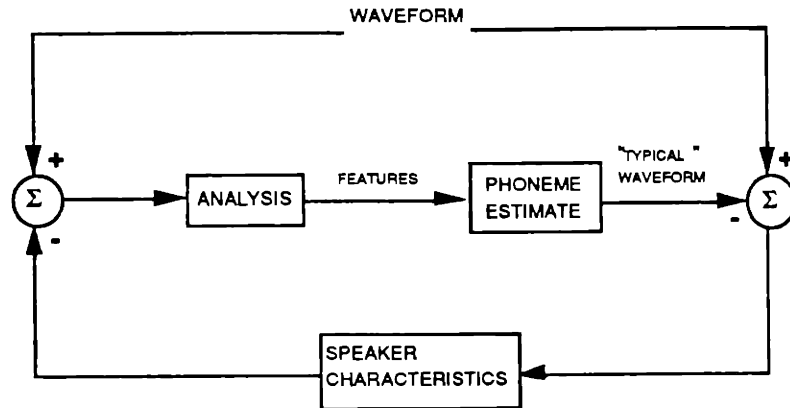 WAVEFORM
+
+
Σ
ANALYSIS
FEATURES
PHONEME
ESTIMATE
"TYPICAL"
WAVEFORM
Σ
-
-
SPEAKER
CHARACTERISTICS